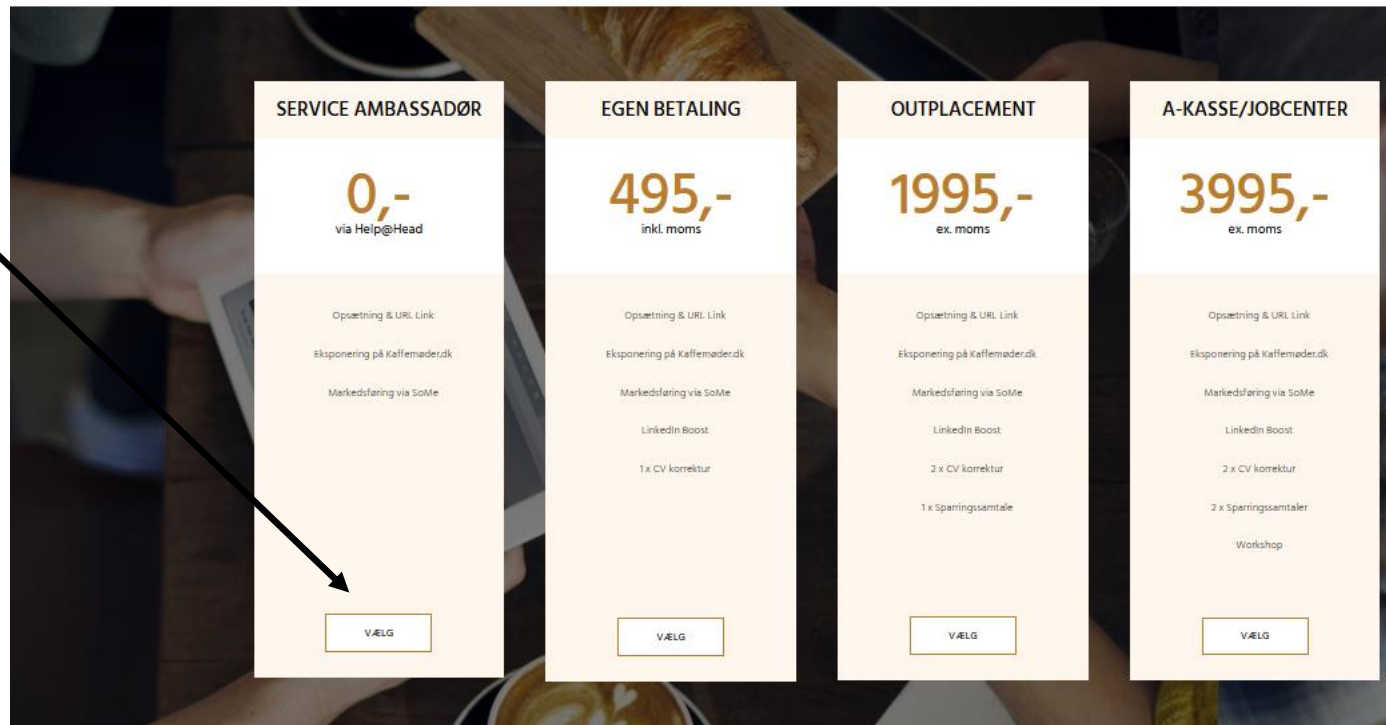 SERVICE AMBASSADØR
0,-
via Help@Head
Opsætning & URL Link
Eksponering på Kaffemøder.dk
Markedsføring via SoMe
VÆLG
EGEN BETALING
495,-
inkl. moms
Opsætning & URL Link
Eksponering på Kaffemøder.dk
Markedsføring via SoMe
LinkedIn Boost
1 x CV korrektur
VÆLG
OUTPLACEMENT
1995,-
ex. moms
Opsætning & URL Link
Eksponering på Kaffemøder.dk
Markedsføring via SoMe
LinkedIn Boost
2 x CV korrektur
1 x Sparringssamtale
VÆLG
A-KASSE/JOBCENTER
3995,-
ex. moms
Opsætning & URL Link
Eksponering på Kaffemøder.dk
Markedsføring via SoMe
LinkedIn Boost
2 x CV korrektur
2 x Sparringssamtaler
Workshop
VÆLG